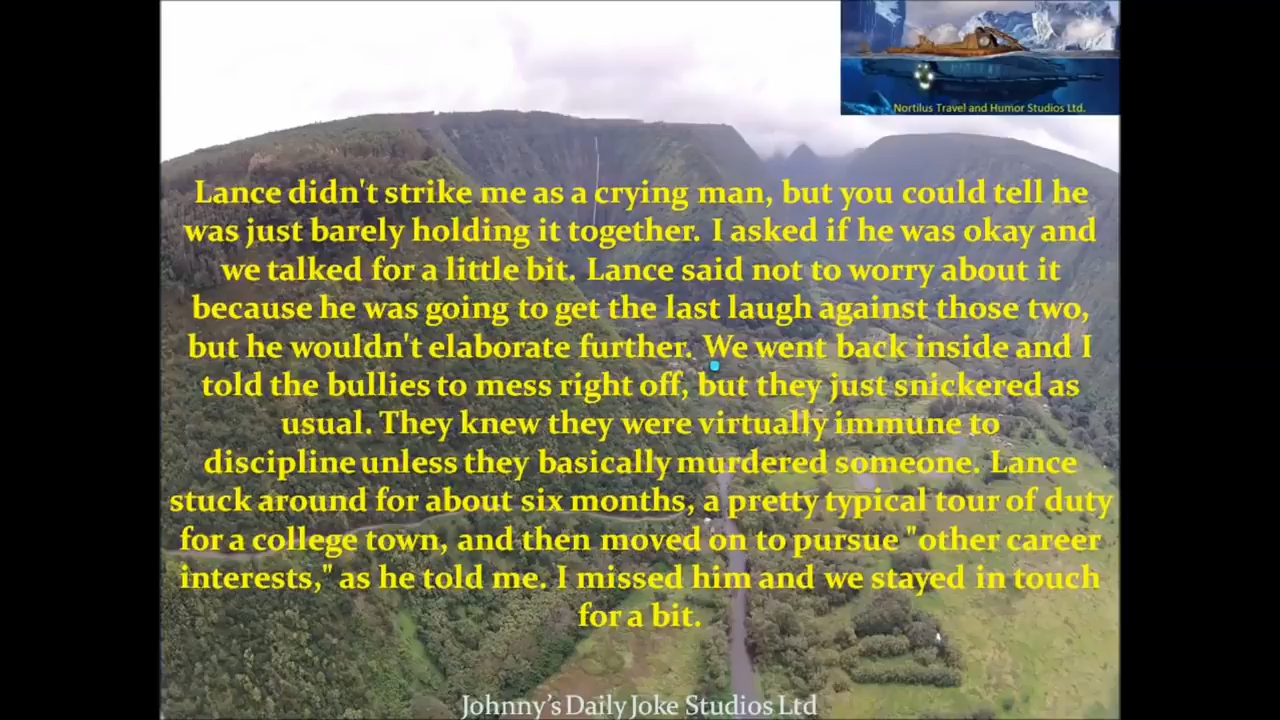 Nortilus Travel and Humor Studios Ltd.
Lance didn't strike me as a crying man, but you could tell he
was just barely holding it together. I asked if he was okay and
we talked for a little bit. Lance said not to worry about it
because he was going to get the last laugh against those two,
but he wouldn't elaborate further. We went back inside and I
told the bullies to mess right off, but they just snickered as
usual. They knew they were virtually immune to
discipline unless they basically murdered someone. Lance
stuck around for about six months, a pretty typical tour of duty
for a college town, and then moved on to pursue "other career
interests," as he told me. I missed him and we stayed in touch
for a bit.
Johnny's Daily Joke Studios Ltd